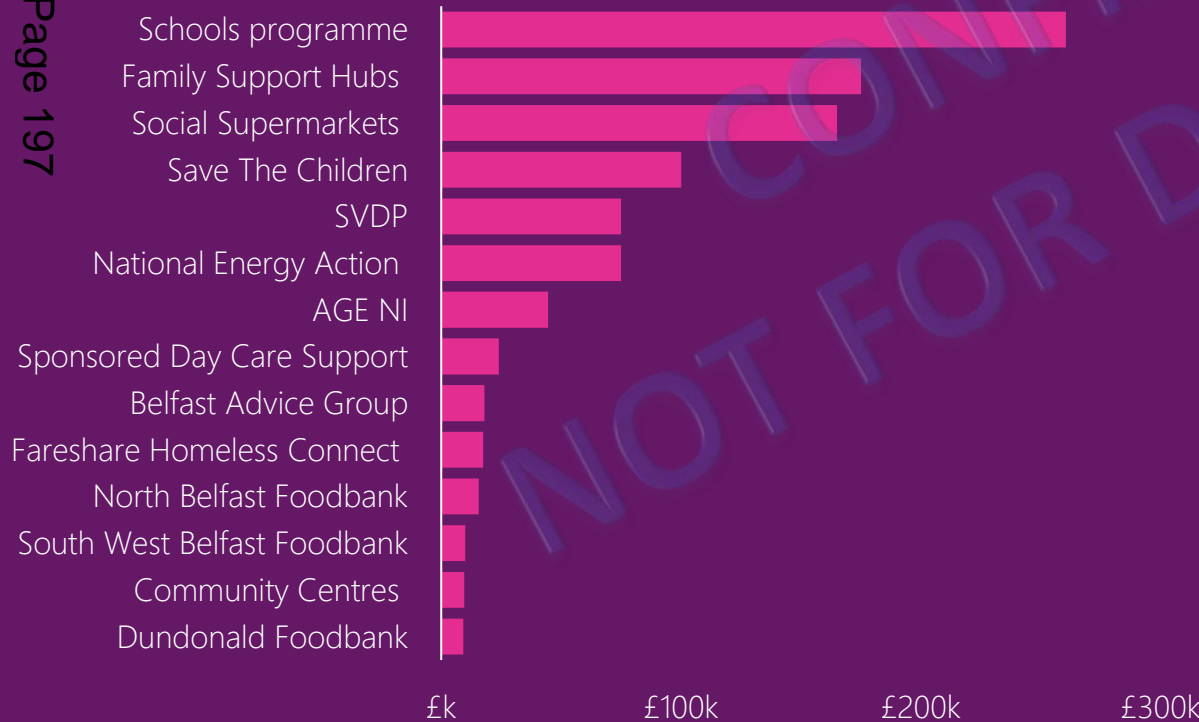 Page 197
Schools programme
Family Support Hubs
Social Supermarkets
Save The Children
SVDP
National Energy Action
AGE NI
Sponsored Day Care Support
Belfast Advice Group
Fareshare Homeless Connect
North Belfast Foodbank
South West Belfast Foodbank
Community Centres
Dundonald Foodbank
£k £100k £200k £300k
NOT FOR D